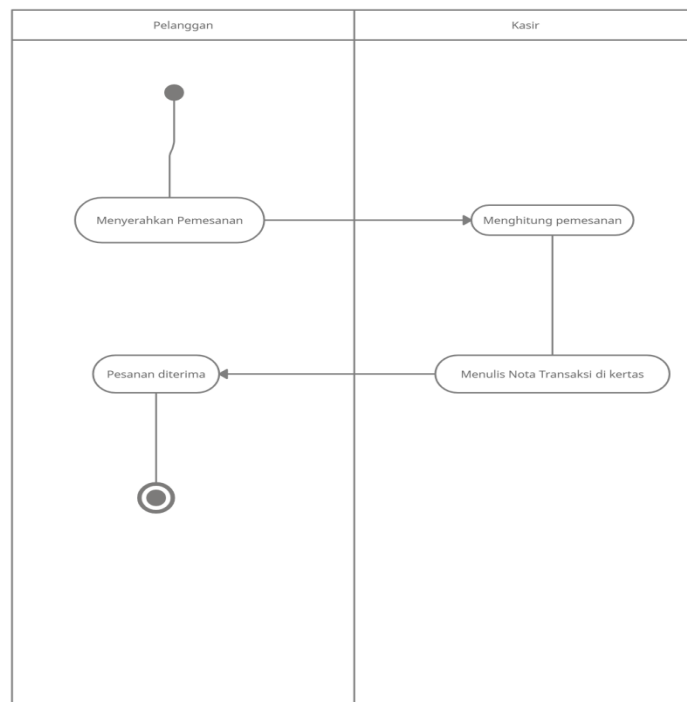 Pelanggan
Kasir
Menyerahkan Pemesanan
Menghitung pemesanan
Pesanan diterima
Menulis Nota Transaksi di kertas